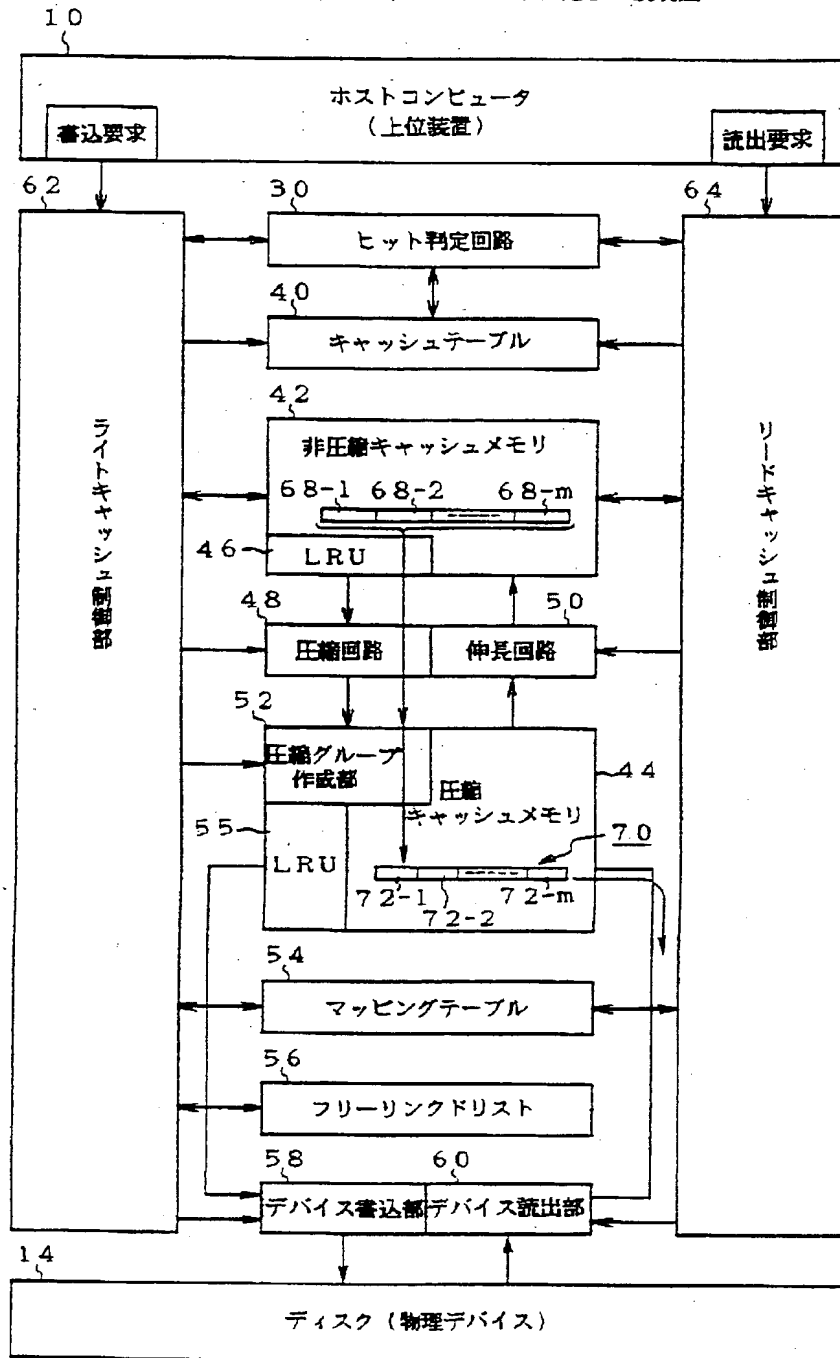 10
ホストコンピュータ
(上位装置)
書込要求
読出要求
62
30
64
ヒット判定回路
40
キャッシュテーブル
42
非圧縮キャッシュメモリ
68-1 68-2 68-m
46 LRU
ライトキャッシュ制御部
リードキャッシュ制御部
48
50
圧縮回路
伸長回路
52
圧縮グループ
作成部
44
圧縮
キャッシュメモリ
55
LRU
70
72-1
72-2
72-m
54
マッピングテーブル
56
フリーリンクドリスト
58
60
デバイス書込部
デバイス読出部
14
ディスク(物理デバイス)